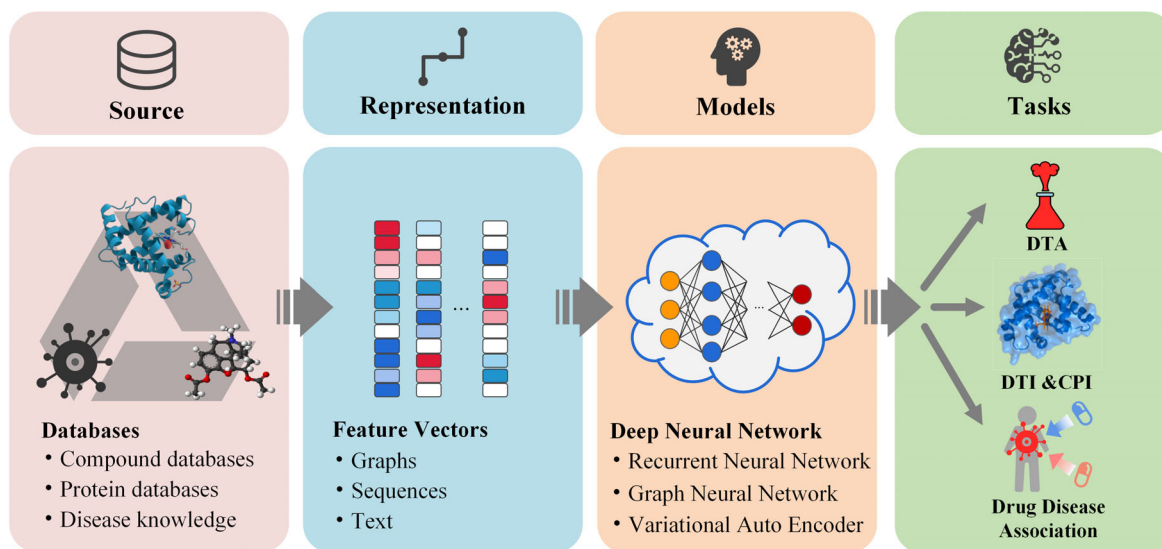 Source
Representation
Models
Tasks
Databases
• Compound databases
• Protein databases
• Disease knowledge
...
Feature Vectors
• Graphs
• Sequences
• Text
...
Deep Neural Network
• Recurrent Neural Network
• Graph Neural Network
• Variational Auto Encoder
DTA
DTI &CPI
Drug Disease
Association